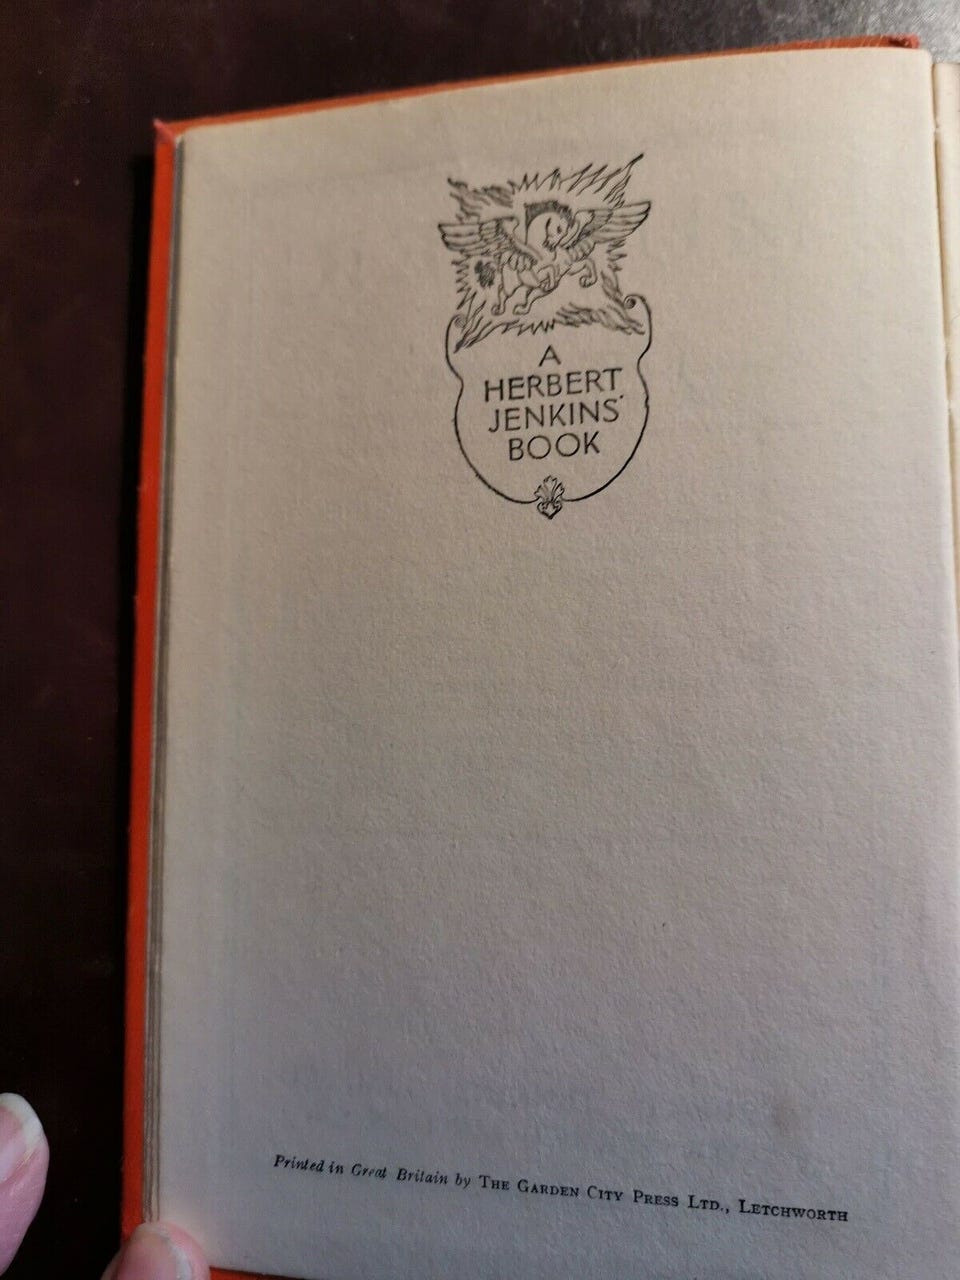 A
HERBERT
JENKINS'
BOOK
Printed in Great Britain by THE GARDEN CITY PRESS LTD., LETCHWORTH